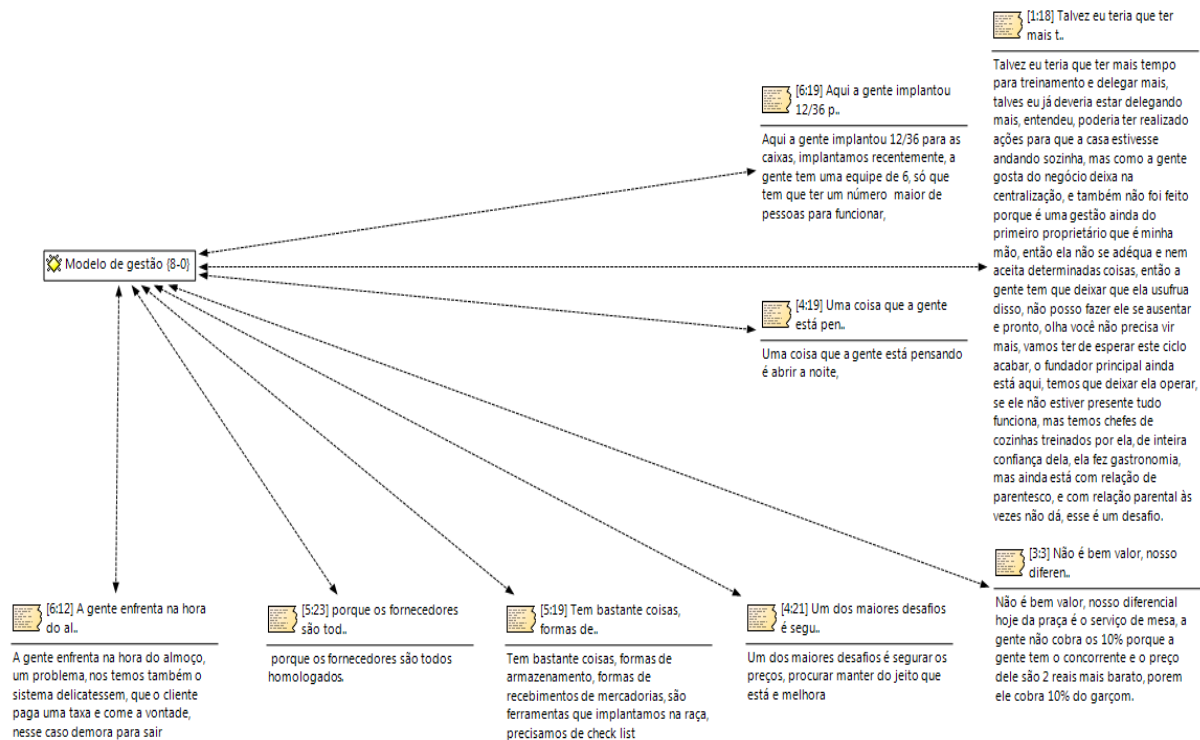 [1:18] Talvez eu teria que ter
mais t..
Talvez eu teria que ter mais tempo
para treinamento e delegar mais,
talves eu já deveria estar delegando
mais, entendeu, poderia ter realizado
ações para que a casa estivesse
andando sozinha, mas como a gente
gosta do negócio deixa na
centralização, e também não foi feito
porque é uma gestão ainda do
primeiro proprietário que é minha
mão, então ela não se adéqua e nem
aceita determinadas coisas, então a
gente tem que deixar que ela usufrua
disso, não posso fazer ele se ausentar
e pronto, olha você não precisa vir
mais, vamos ter de esperar este ciclo
acabar, o fundador principal ainda
está aqui, temos que deixar ela operar,
se ele não estiver presente tudo
funciona, mas temos chefes de
cozinhas treinados por ela, de inteira
confiança dela, ela fez gastronomia,
mas ainda está com relação de
parentesco, e com relação parental às
vezes não dá, esse é um desafio.
[6:19] Aqui a gente implantou
12/36 p..
Aqui a gente implantou 12/36 para as
caixas, implantamos recentemente, a
gente tem uma equipe de 6, só que
tem que ter um número maior de
pessoas para funcionar,
Modelo de gestão {8-0}
[4:19] Uma coisa que a gente
está pen..
Uma coisa que a gente está pensando
é abrir a noite,
[6:12] A gente enfrenta na hora
do al..
A gente enfrenta na hora do almoço,
um problema, nos temos também o
sistema delicatessem, que o cliente
paga uma taxa e come a vontade,
nesse caso demora para sair
[5:23] porque os fornecedores
são tod..
porque os fornecedores são todos
homologados.
[5:19] Tem bastante coisas,
formas de..
Tem bastante coisas, formas de
armazenamento, formas de
recebimentos de mercadorias, são
ferramentas que implantamos na raça,
precisamos de check list
[4:21] Um dos maiores desafios
é segu..
Um dos maiores desafios é segurar os
preços, procurar manter do jeito que
está e melhora
[3:3] Não é bem valor, nosso
diferen..
Não é bem valor, nosso diferencial
hoje da praça é o serviço de mesa, a
gente não cobra os 10% porque a
gente tem o concorrente e o preço
dele são 2 reais mais barato, porem
ele cobra 10% do garçom.